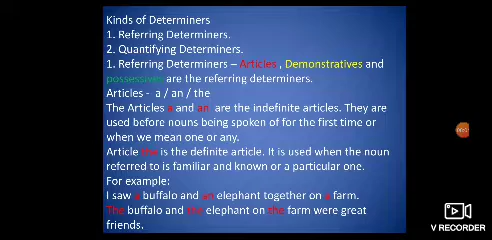 Kinds of Determiners
1. Referring Determiners.
2. Quantifying Determiners.
1. Referring Determiners – Articles , Demonstratives and
possessives are the referring determiners.
Articles - a / an / the
The Articles a and an are the indefinite articles. They are
used before nouns being spoken of for the first time or
when we mean one or any.
Article the is the definite article. It is used when the noun
referred to is familiar and known or a particular one.
For example:
I saw a buffalo and an elephant together on a farm.
The buffalo and the elephant on the farm were great
friends.
V RECORDER